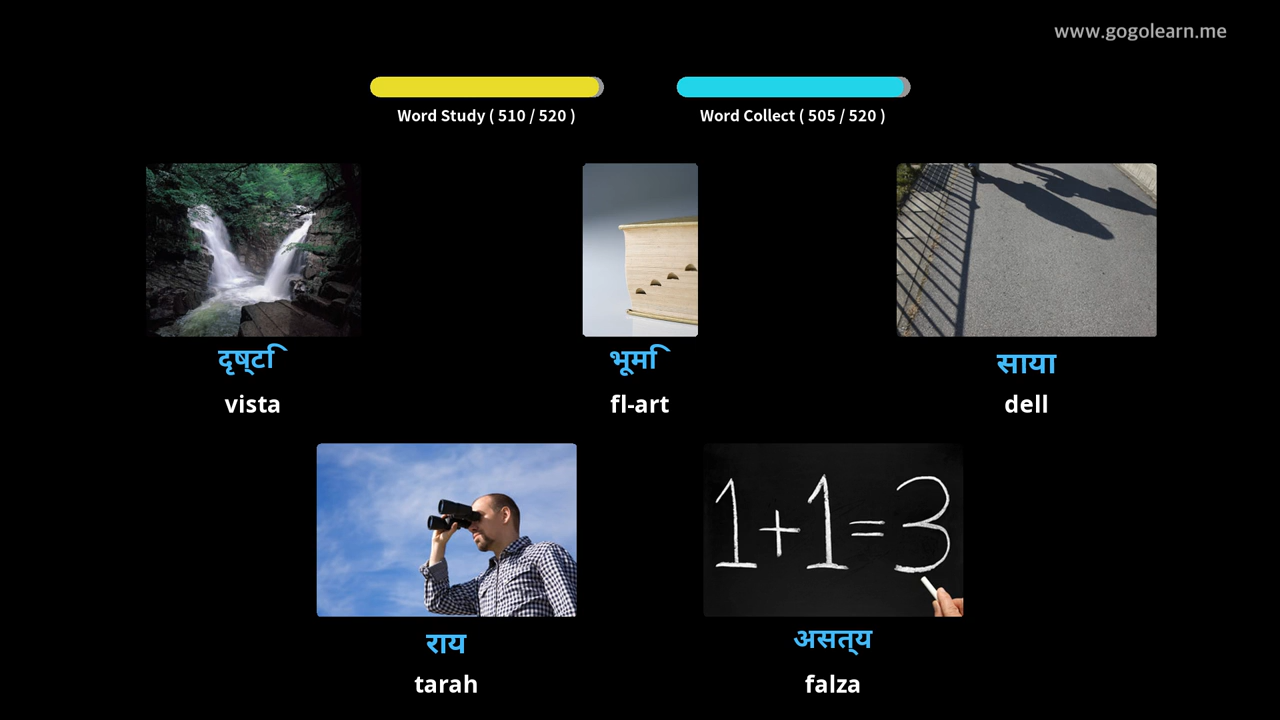 www.gogolearn.me
Word Study ( 510 / 520 )
Word Collect ( 505 / 520 )
दृष्टि
vista
भूमि
fl-art
साया
dell
राय
tarah
असत्य
falza
1+1=3